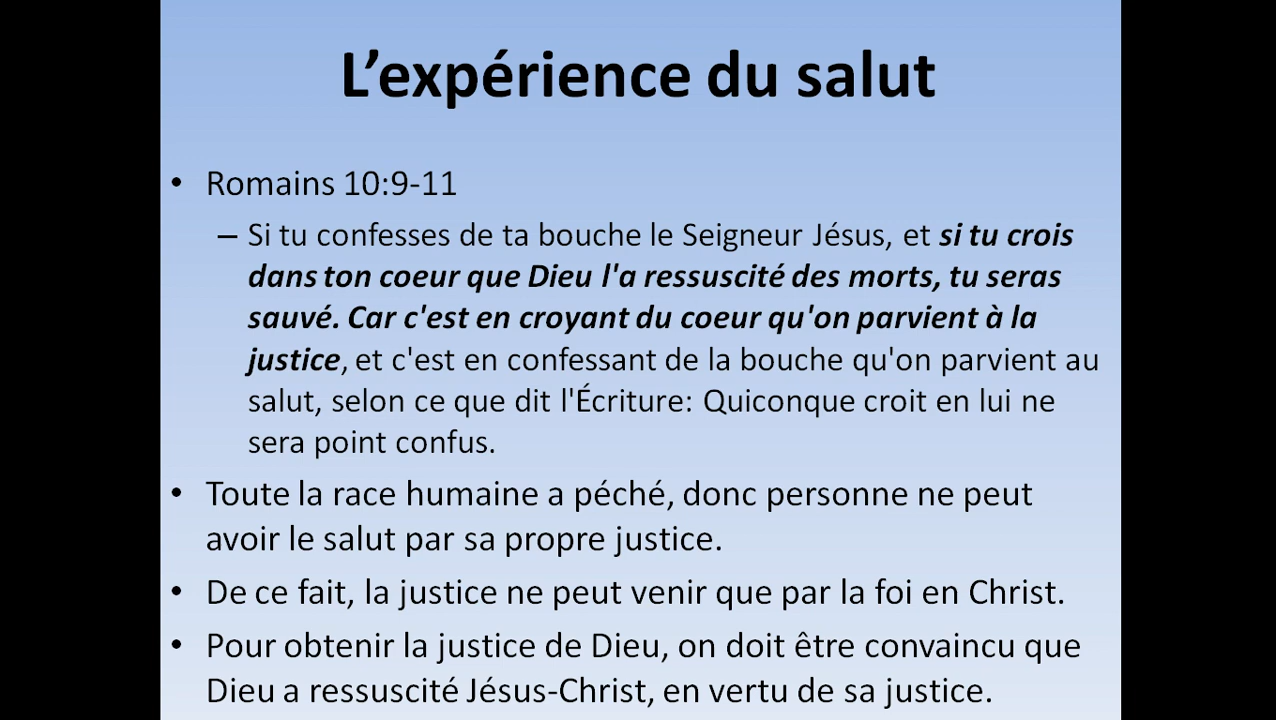 L’expérience du salut
• Romains 10:9-11
– Si tu confesses de ta bouche le Seigneur Jésus, et si tu crois
dans ton coeur que Dieu l'a ressuscité des morts, tu seras
sauvé. Car c'est en croyant du coeur qu'on parvient à la
justice, et c'est en confessant de la bouche qu'on parvient au
salut, selon ce que dit l'Écriture: Quiconque croit en lui ne
sera point confus.
• Toute la race humaine a péché, donc personne ne peut
avoir le salut par sa propre justice.
• De ce fait, la justice ne peut venir que par la foi en Christ.
• Pour obtenir la justice de Dieu, on doit être convaincu que
Dieu a ressuscité Jésus-Christ, en vertu de sa justice.